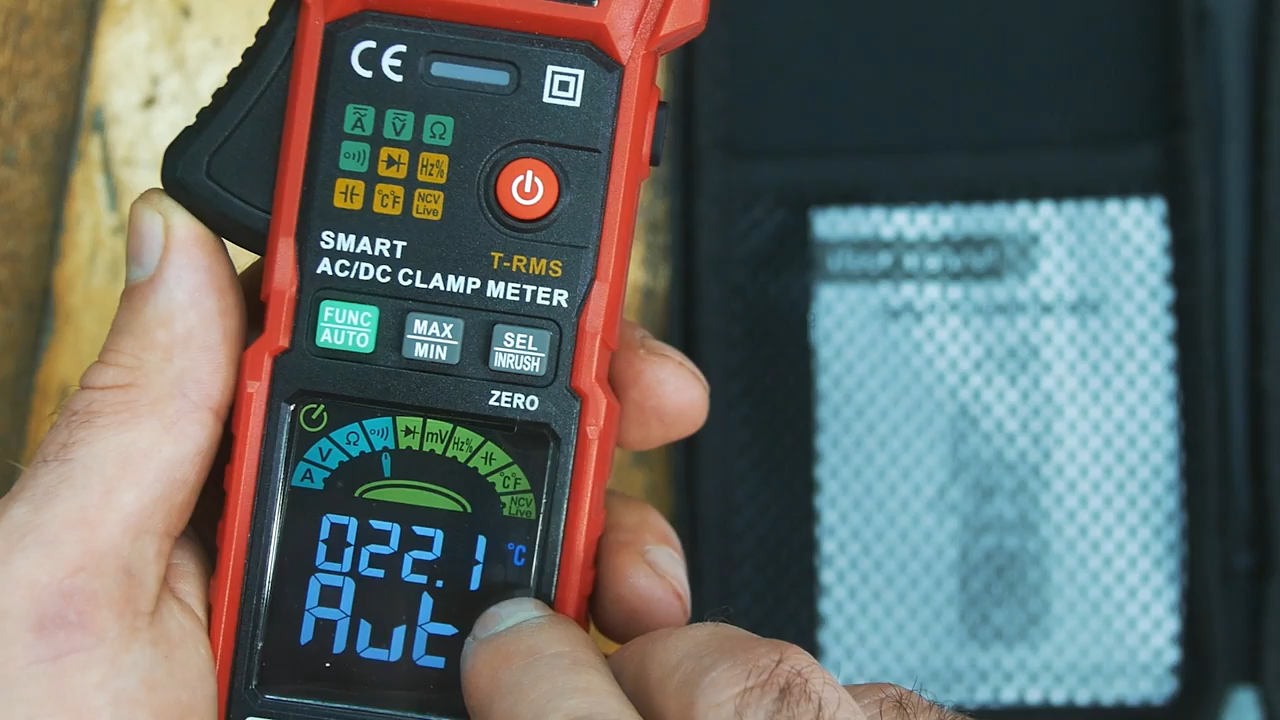 CE
A V Ω
Hz%
°C°F NCV Live
SMART
T-RMS
AC/DC CLAMP METER
FUNC
AUTO
MAX
MIN
SEL
INRUSH
ZERO
A V Ω mV Hz% °C°F NCV Live
022.1 °C
Aut